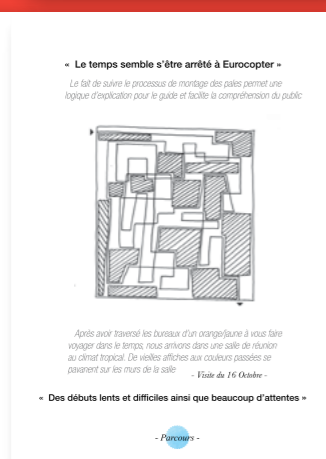 « Le temps semble s'être arrêté à Eurocopter »
Le fait de suivre le processus de montage des pales permet une
logique d'explication pour le guide et facilite la compréhension du public
Après avoir traversé les bureaux d'un orange/jaune à vous faire
voyager dans le temps, nous arrivons dans une salle de réunion
au climat tropical. De vieilles affiches aux couleurs passées se
pavanent sur les murs de la salle
- Visite du 16 Octobre -
« Des débuts lents et difficiles ainsi que beaucoup d'attentes »
- Parcours -